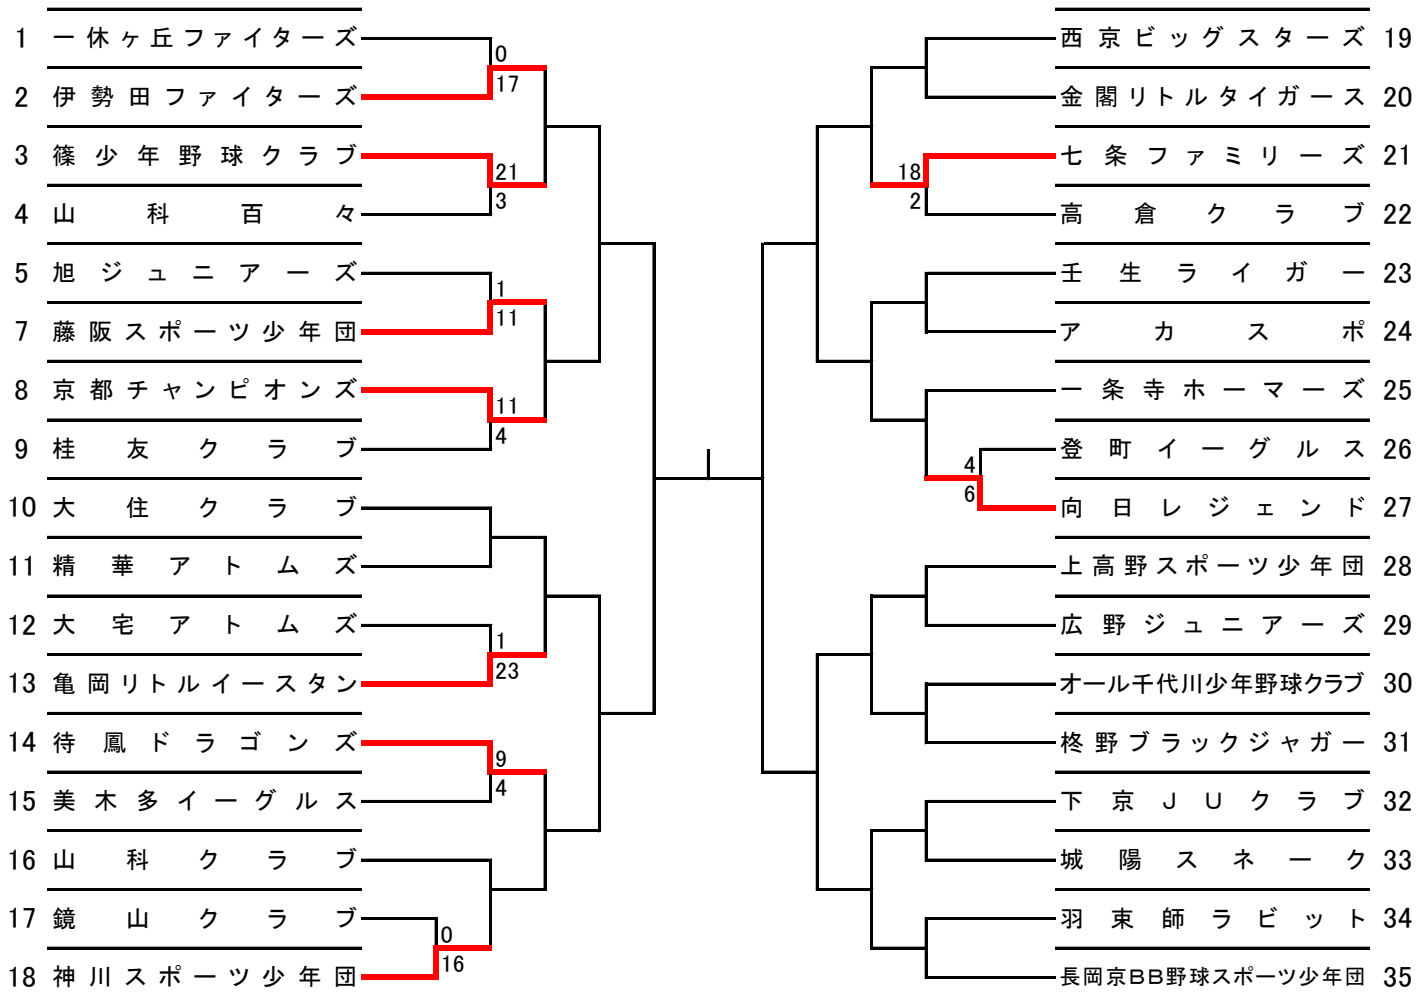 1 一休ヶ丘ファイターズ
0
17
2 伊勢田ファイターズ
3 篠少年野球クラブ
21
3
4 山科百々
5 旭ジュニアーズ
1
11
7 藤阪スポーツ少年団
8 京都チャンピオンズ
11
4
9 桂友クラブ
10 大住クラブ
11 精華アトムズ
12 大宅アトムズ
1
23
13 亀岡リトルイースタン
14 待鳳ドラゴンズ
9
4
15 美木多イーグルス
16 山科クラブ
17 鏡山クラブ
0
16
18 神川スポーツ少年団
西京ビッグスターズ 19
金閣リトルタイガース 20
七条ファミリーズ 21
18
2
高倉クラブ 22
壬生ライガー 23
アカスポ 24
一条寺ホーマーズ 25
登町イーグルス 26
4
6
向日レジェンド 27
上高野スポーツ少年団 28
広野ジュニアーズ 29
オール千代川少年野球クラブ 30
柊野ブラックジャガー 31
下京JUクラブ 32
城陽スネーク 33
羽束師ラビット 34
長岡京BB野球スポーツ少年団 35